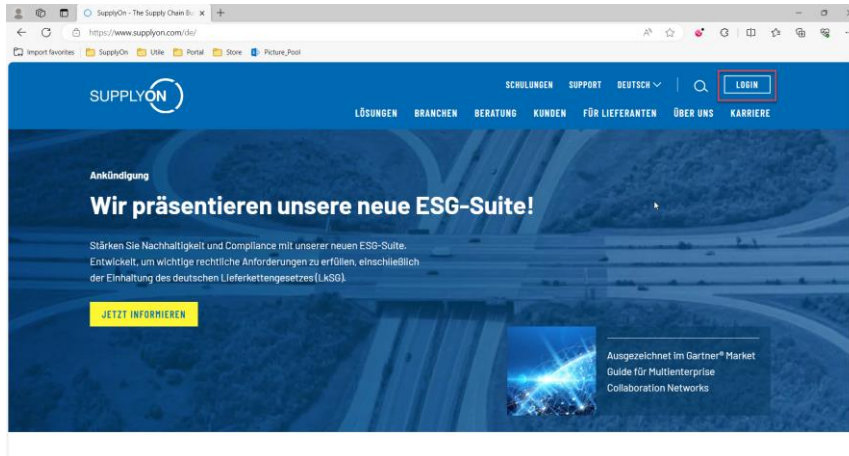 SupplyOn - The Supply Chain Bu
https://www.supplyon.com/de/
Import favorites SupplyOn Utile Portal Store Picture_Pool
SUPPLYON
SCHULUNGEN SUPPORT DEUTSCH LOGIN
LÖSUNGEN BRANCHEN BERATUNG KUNDEN FÜR LIEFERANTEN ÜBER UNS KARRIERE
Ankündigung
Wir präsentieren unsere neue ESG-Suite!
Stärken Sie Nachhaltigkeit und Compliance mit unserer neuen ESG-Suite.
Entwickelt, um wichtige rechtliche Anforderungen zu erfüllen, einschließlich
der Einhaltung des deutschen Lieferkettengesetzes (LkSG).
JETZT INFORMIEREN
Ausgezeichnet im Gartner® Market
Guide für Multienterprise
Collaboration Networks